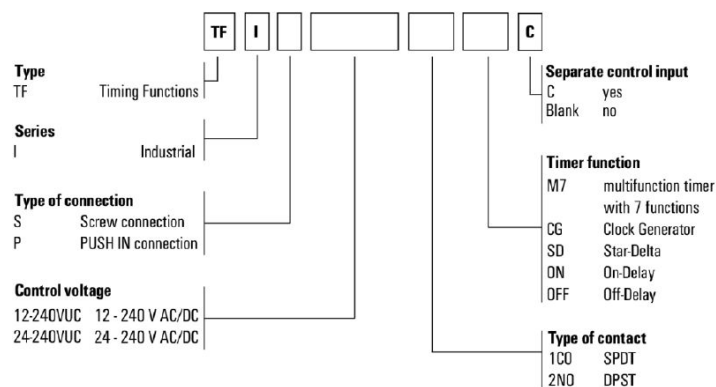 TF I C
Type
TF Timing Functions
Series
I Industrial
Type of connection
S Screw connection
P PUSH IN connection
Control voltage
12-240VUC 12 - 240 V AC/DC
24-240VUC 24 - 240 V AC/DC
Separate control input
C yes
Blank no
Timer function
M7 multifunction timer
with 7 functions
CG Clock Generator
SD Star-Delta
ON On-Delay
OFF Off-Delay
Type of contact
1CO SPDT
2NO DPST